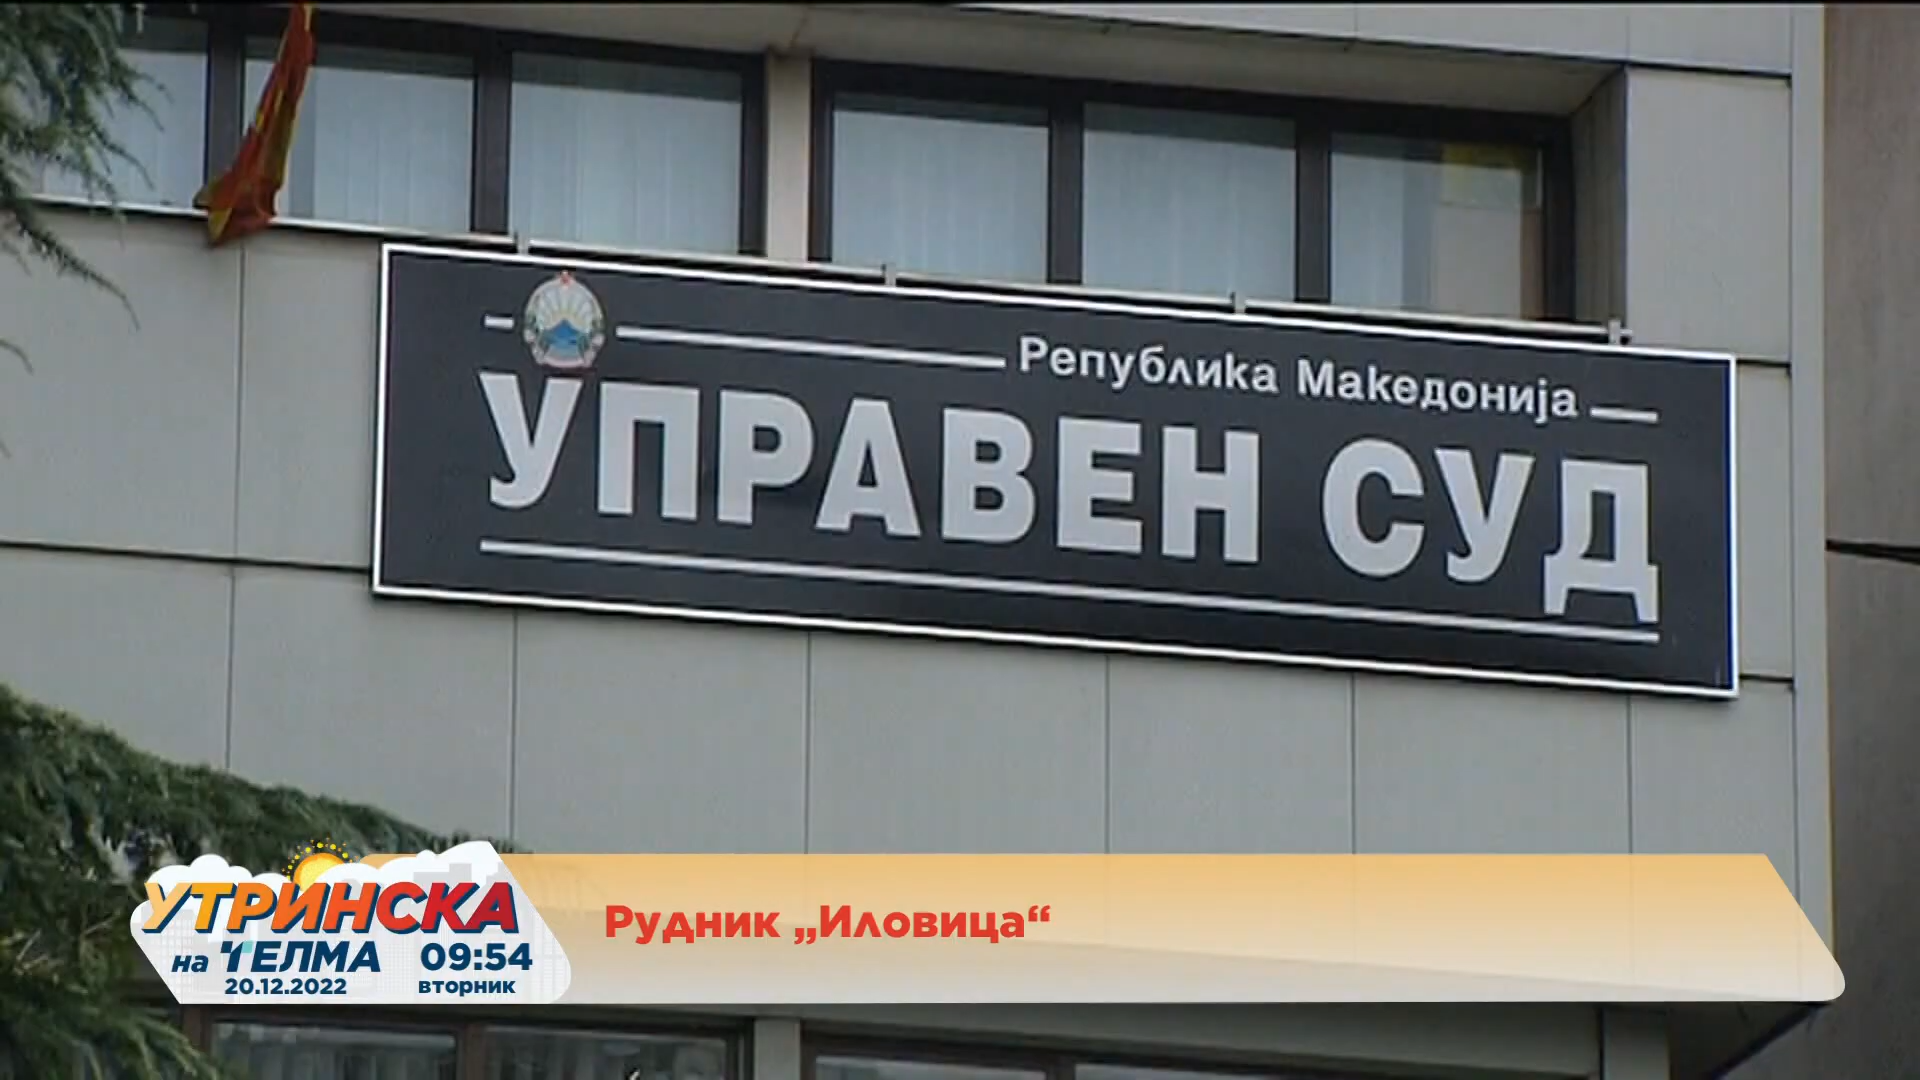 Република Македонија
УПРАВЕН СУД
УТРИНСКА
на ТЕЛМА
09:54
20.12.2022
вторник
Рудник „Иловица“